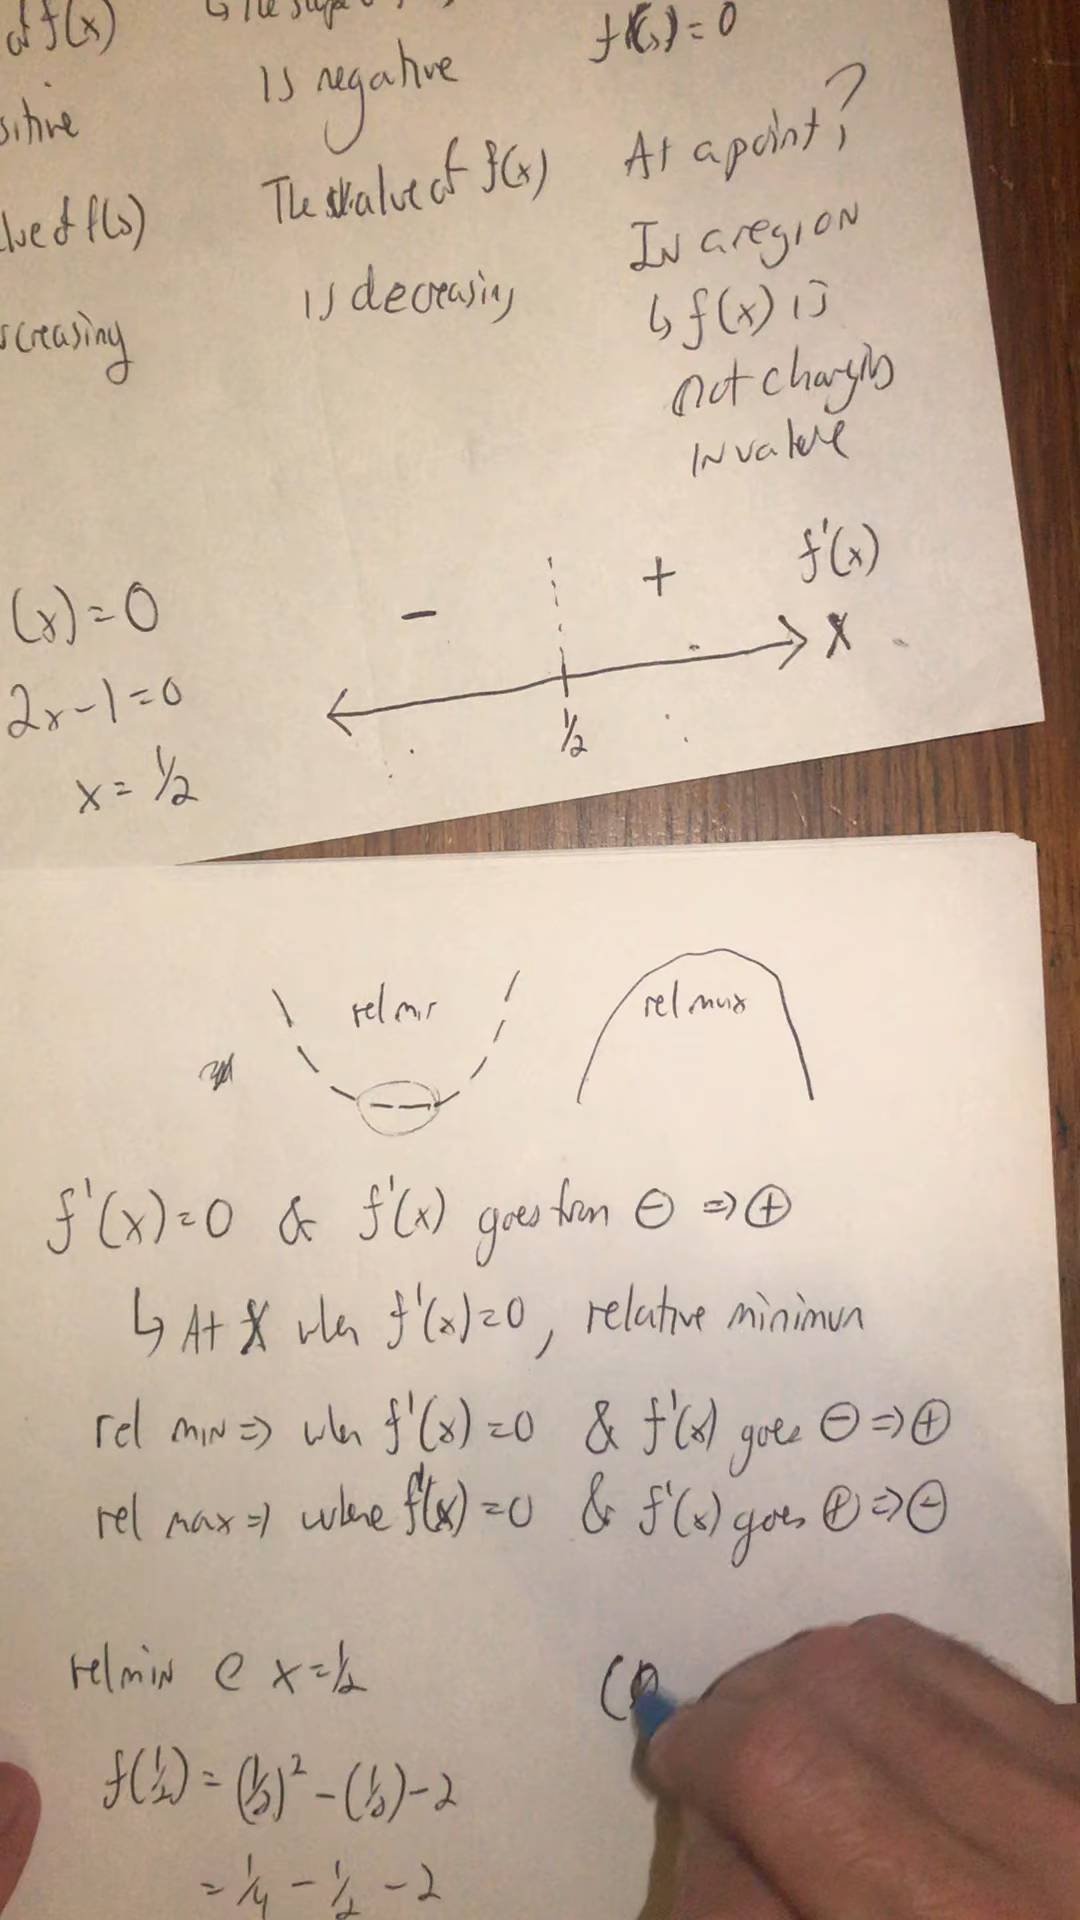 of f(x)
is negative
f'(x)=0
sitive
The value of f(x)
At a point?
lue of f(x)
is decreasing
In a region
↳ f(x) is
creasing
not changing
in value
(x)=0
- + f'(x)
2x-1=0
X
x=1/2
1/2
rel min
rel max
f'(x)=0 & f'(x) goes from ⊖ ⇒ ⊕
↳ At X when f'(x)=0, relative minimum
rel min ⇒ when f'(x)=0 & f'(x) goes ⊖ ⇒ ⊕
rel max ⇒ where f'(x)=0 & f'(x) goes ⊕ ⇒ ⊖
rel min @ x=1/2
f(1/2) = (1/2)² - (1/2) - 2
= 1/4 - 1/2 - 2